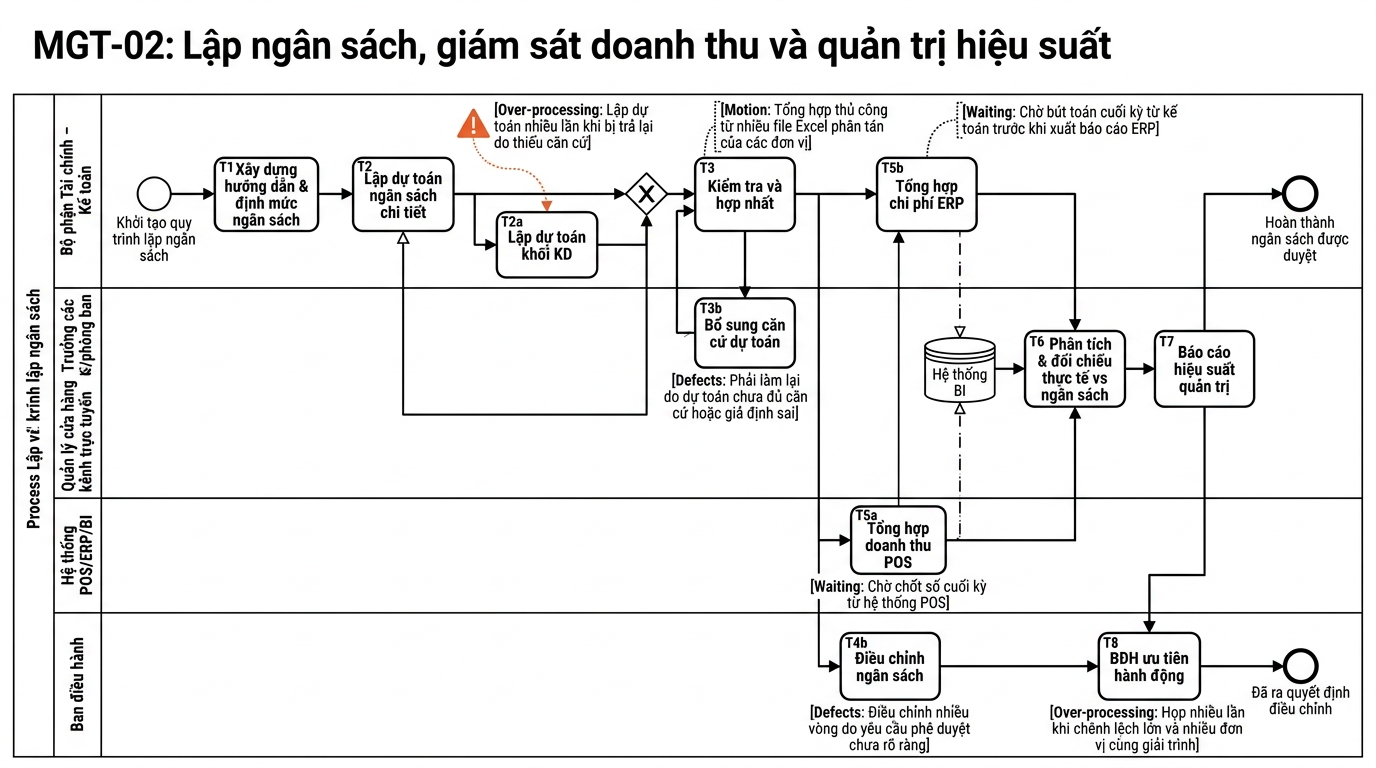 MGT-02: Lập ngân sách, giám sát doanh thu và quản trị hiệu suất
Process Lập ví: krính lập ngân sách
Bộ phận Tài chính –
Kế toán
[Over-processing: Lập dự
toán nhiều lần khi bị trả lại
do thiếu căn cứ]
[Motion: Tổng hợp thủ công
từ nhiều file Excel phân tán
của các đơn vị]
[Waiting: Chờ bút toán cuối kỳ từ kế
toán trước khi xuất báo cáo ERP]
Khởi tạo quy
trình lập ngân
sách
T1 Xây dựng
hướng dẫn &
định mức
ngân sách
T2
Lập dự toán
ngân sách
chi tiết
T2a
Lập dự toán
khối KD
X
T3
Kiểm tra và
hợp nhất
T5b
Tổng hợp
chi phí ERP
Hoàn thành
ngân sách được
duyệt
Quản lý cửa hàng Trưởng các
kênh trực tuyến /phòng ban
T3b
Bổ sung căn
cứ dự toán
[Defects: Phải làm lại
do dự toán chưa đủ căn
cứ hoặc giả định sai]
Hệ thống
BI
T6 Phân tích
& đối chiếu
thực tế vs
ngân sách
T7
Báo cáo
hiệu suất
quản trị
Hệ thống
POS/ERP/BI
T5a
Tổng hợp
doanh thu
POS
[Waiting: Chờ chốt số cuối kỳ
từ hệ thống POS]
Ban điều hành
T4b
Điều chỉnh
ngân sách
[Defects: Điều chỉnh nhiều
vòng do yêu cầu phê duyệt
chưa rõ ràng]
T8
BĐH ưu tiên
hành động
[Over-processing: Họp nhiều lần
khi chênh lệch lớn và nhiều đơn
vị cùng giải trình]
Đã ra quyết định
điều chỉnh